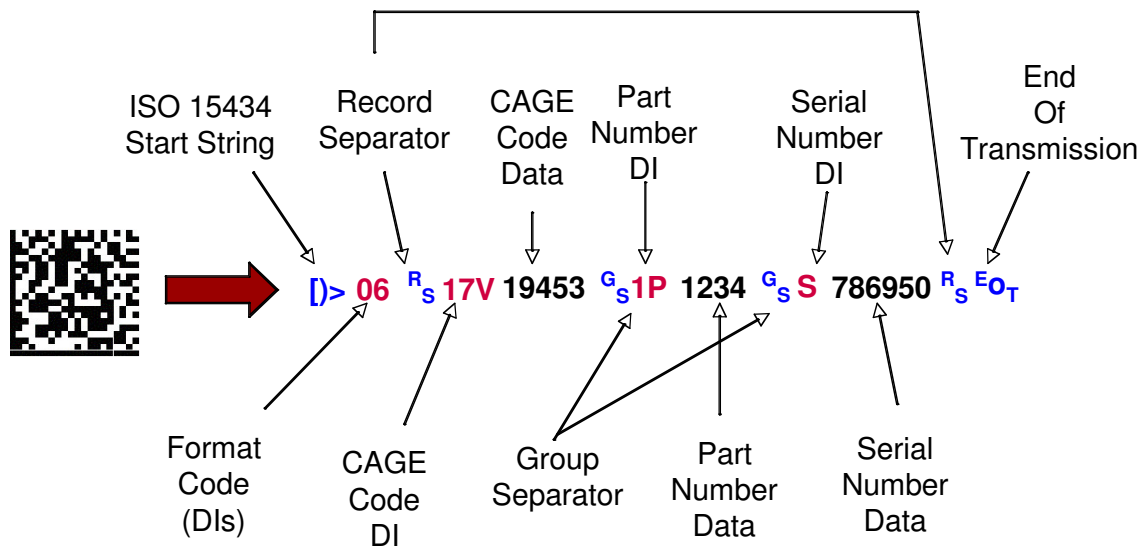 ISO 15434
Start String
Record
Separator
CAGE
Code
Data
Part
Number
DI
Serial
Number
DI
End
Of
Transmission
[)> 06 RS 17V 19453 GS 1P 1234 GS S 786950 RS EOT
Format
Code
(DIs)
CAGE
Code
DI
Group
Separator
Part
Number
Data
Serial
Number
Data